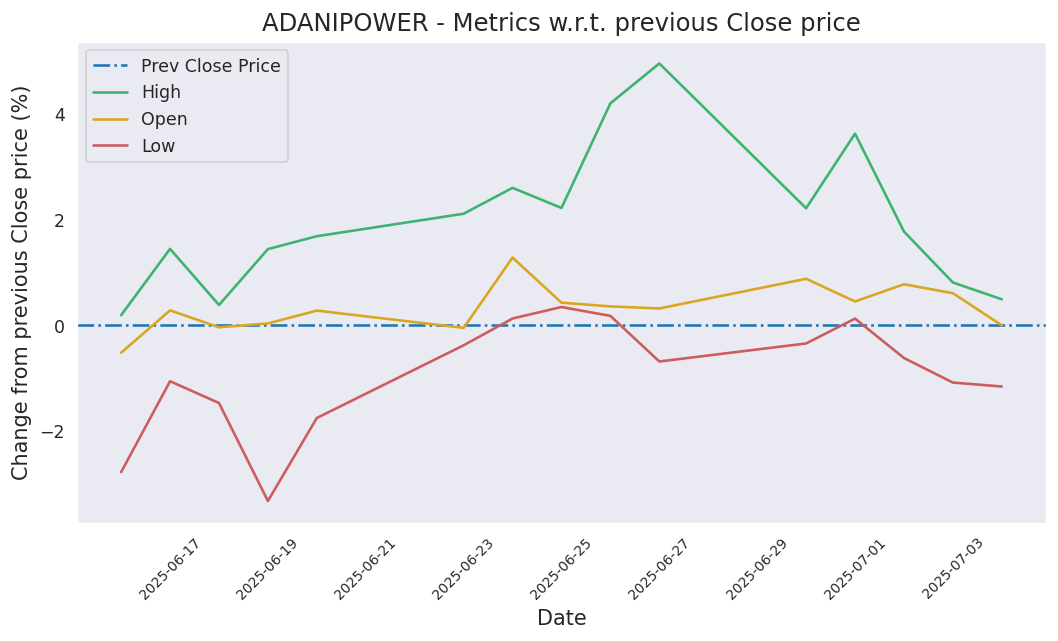 ADANIPOWER - Metrics w.r.t. previous Close price
Prev Close Price
High
Open
Low
Change from previous Close price (%)
4
2
0
−2
2025-06-17
2025-06-19
2025-06-21
2025-06-23
2025-06-25
2025-06-27
2025-06-29
2025-07-01
2025-07-03
Date